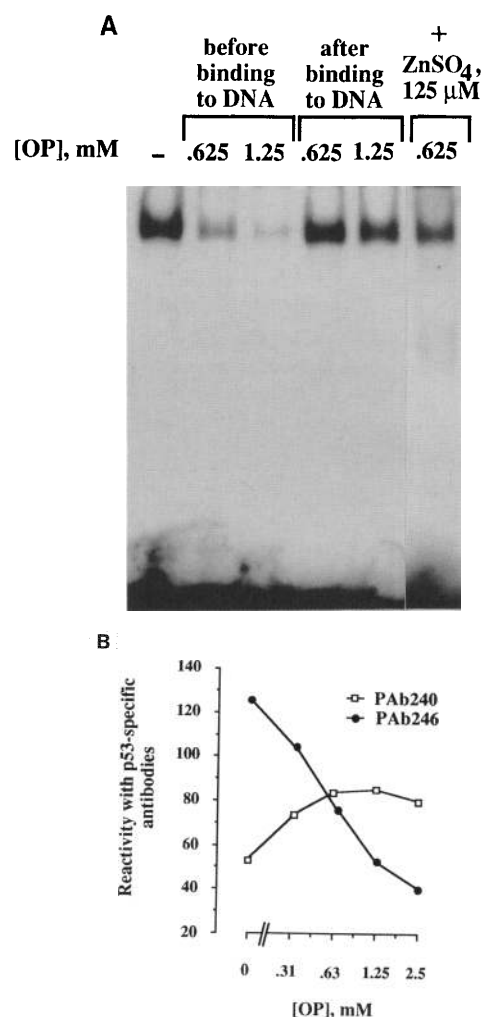 A
before
binding
to DNA
after
binding
to DNA
+
ZnSO4,
125 µM
[OP], mM
– .625 1.25 .625 1.25 .625
B
140
120
100
80
60
40
20
Reactivity with p53-specific
antibodies
PAb240
PAb246
0 .31 .63 1.25 2.5
[OP], mM